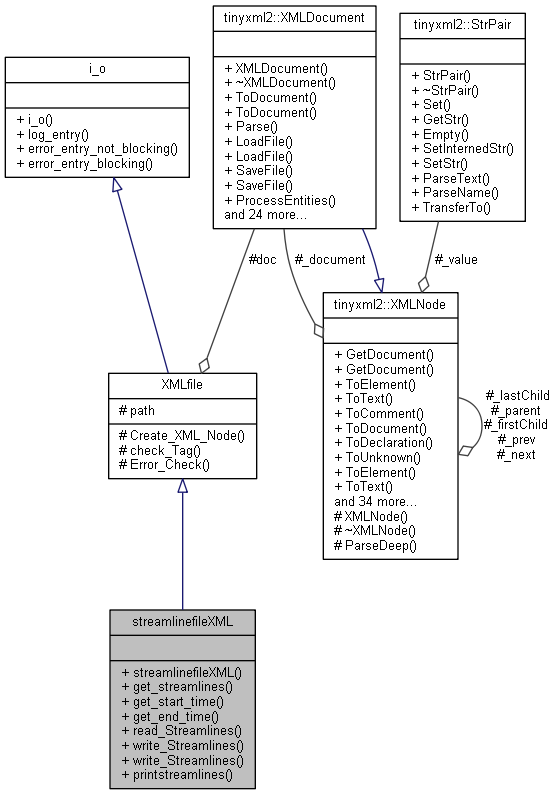 tinyxml2::XMLDocument
+ XMLDocument()
+ ~XMLDocument()
+ ToDocument()
+ ToDocument()
+ Parse()
+ LoadFile()
+ LoadFile()
+ SaveFile()
+ SaveFile()
+ ProcessEntities()
and 24 more...
tinyxml2::StrPair
+ StrPair()
+ ~StrPair()
+ Set()
+ GetStr()
+ Empty()
+ SetInternedStr()
+ SetStr()
+ ParseText()
+ ParseName()
+ TransferTo()
i_o
+ i_o()
+ log_entry()
+ error_entry_not_blocking()
+ error_entry_blocking()
#doc
#_document
#_value
tinyxml2::XMLNode
+ GetDocument()
+ GetDocument()
+ ToElement()
+ ToText()
+ ToComment()
+ ToDocument()
+ ToDeclaration()
+ ToUnknown()
+ ToElement()
+ ToText()
and 34 more...
# XMLNode()
# ~XMLNode()
# ParseDeep()
#_lastChild
#_parent
#_firstChild
#_prev
#_next
XMLfile
# path
# Create_XML_Node()
# check_Tag()
# Error_Check()
streamlinefileXML
+ streamlinefileXML()
+ get_streamlines()
+ get_start_time()
+ get_end_time()
+ read_Streamlines()
+ write_Streamlines()
+ write_Streamlines()
+ printstreamlines()